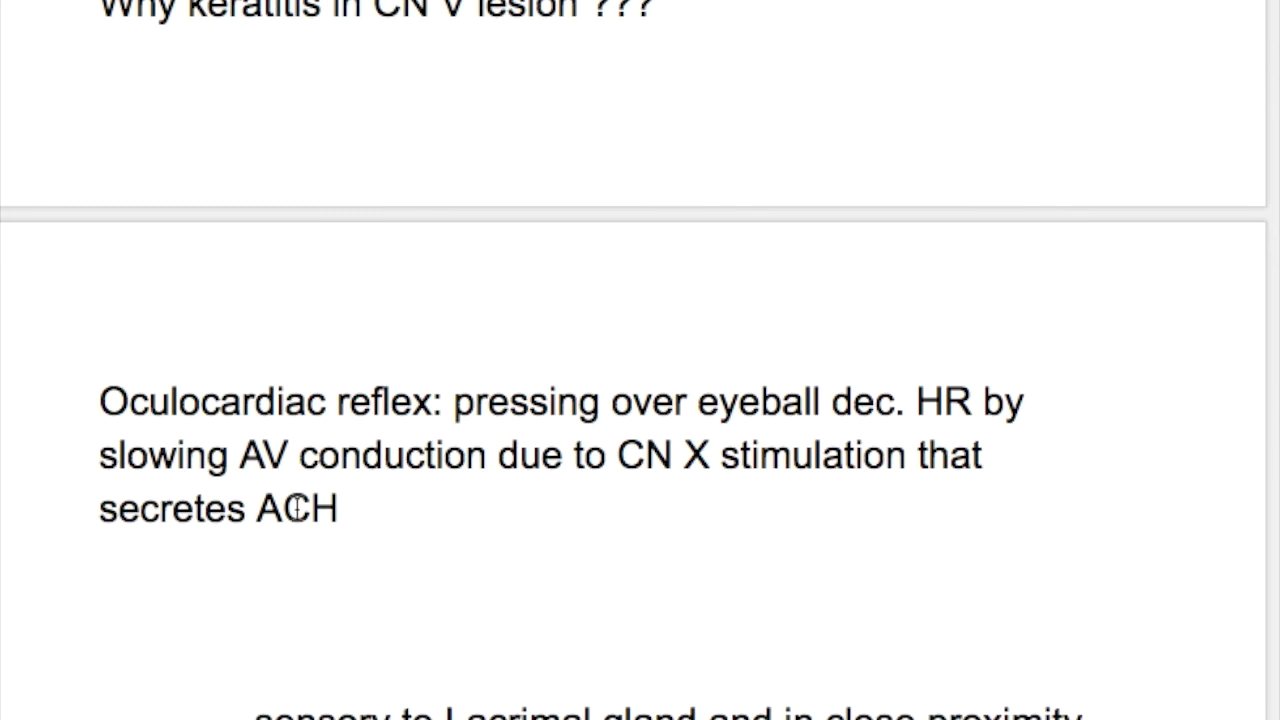 Why keratitis in CN V lesion ???
Oculocardiac reflex: pressing over eyeball dec. HR by
slowing AV conduction due to CN X stimulation that
secretes ACH
sensory to Lacrimal gland and in close proximity